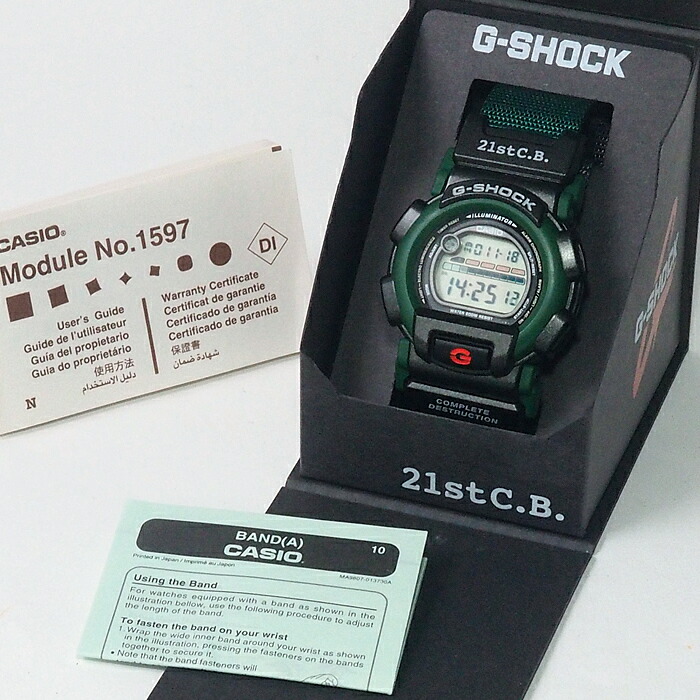 G-SHOCK
21stC.B.
G-SHOCK
ILLUMINATOR
CASIO
11-18
14:25 12
WATER 200M RESIST
G
COMPLETE
DESTRUCTION
21stC.B.
G-SHOCK
CASIO®
Module No.1597
DI
User's Guide
Guide de l'utilisateur
Guía del propietario
Guia do proprietário
使用方法
دليل الاستخدام
Warranty Certificate
Certificat de garantie
Certificado de garantía
Certificado de garantia
保證書
شهادة ضمان
N
BAND(A)
CASIO®
10
Printed in Japan / Imprimé au Japon
Using the Band
For watches equipped with a band as shown in the
illustration bellow, use the following procedure to adjust
the length of the band.
To fasten the band on your wrist
1. Wrap the wide inner band around your wrist as shown
in the illustration, pressing the fasteners on the bands
together to secure it.
• Note that the band fasteners will